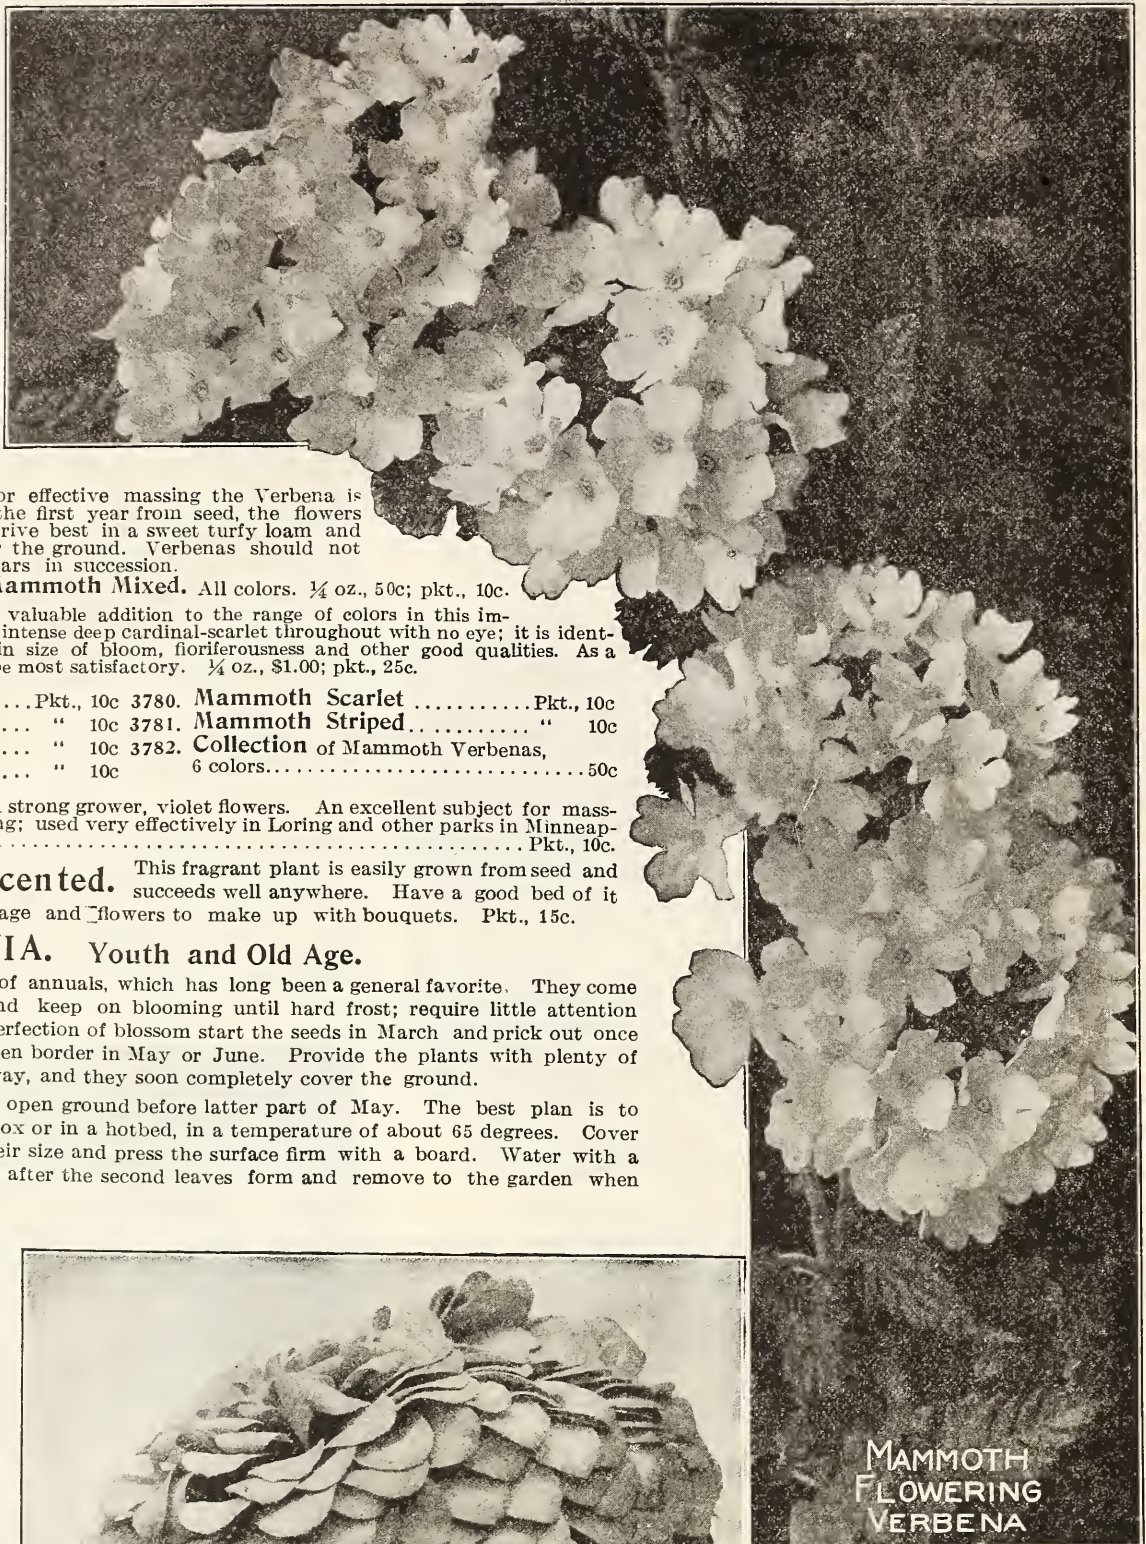 or effective massing the Verbena is
the first year from seed, the flowers
rive best in a sweet turfy loam and
the ground. Verbenas should not
ars in succession.
Mammoth Mixed. All colors. ¼ oz., 50c; pkt., 10c.
valuable addition to the range of colors in this im-
intense deep cardinal-scarlet throughout with no eye; it is ident-
in size of bloom, fioriferousness and other good qualities. As a
e most satisfactory. ¼ oz., $1.00; pkt., 25c.
...Pkt., 10c 3780. Mammoth Scarlet ...........Pkt., 10c
... " 10c 3781. Mammoth Striped........... " 10c
... " 10c 3782. Collection of Mammoth Verbenas,
... " 10c 6 colors................................50c
strong grower, violet flowers. An excellent subject for mass-
ng; used very effectively in Loring and other parks in Minneap-
................................................ Pkt., 10c.
cented. This fragrant plant is easily grown from seed and
succeeds well anywhere. Have a good bed of it
age and flowers to make up with bouquets. Pkt., 15c.
IA. Youth and Old Age.
of annuals, which has long been a general favorite. They come
nd keep on blooming until hard frost; require little attention
erfection of blossom start the seeds in March and prick out once
en border in May or June. Provide the plants with plenty of
ay, and they soon completely cover the ground.
open ground before latter part of May. The best plan is to
ox or in a hotbed, in a temperature of about 65 degrees. Cover
eir size and press the surface firm with a board. Water with a
after the second leaves form and remove to the garden when
MAMMOTH
FLOWERING
VERBENA